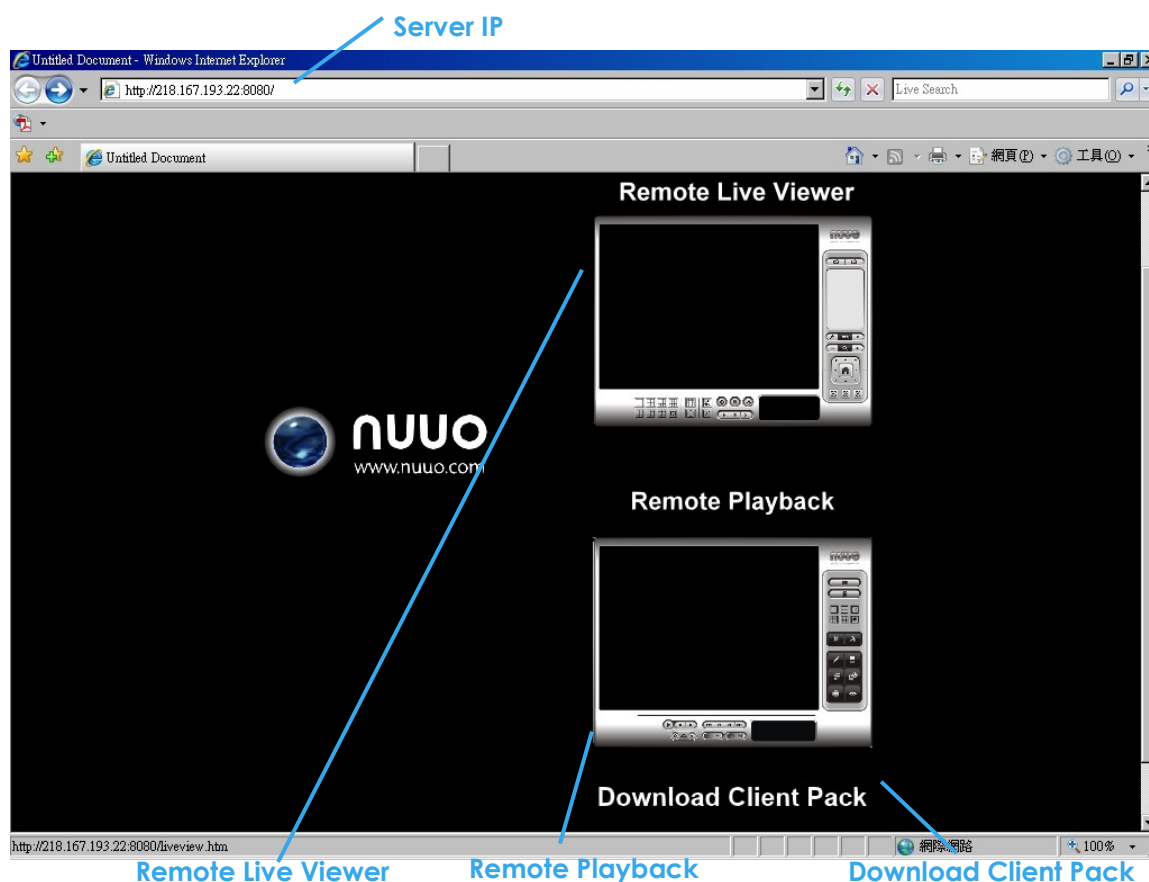 Server IP
Untitled Document - Windows Internet Explorer
http://218.167.193.22:8080/
Live Search
Untitled Document
網頁(P)
工具(O)
Remote Live Viewer
nuuo
nuuo
www.nuuo.com
Remote Playback
nuuo
Download Client Pack
http://218.167.193.22:8080/liveview.htm
網際網路
100%
Remote Live Viewer
Remote Playback
Download Client Pack